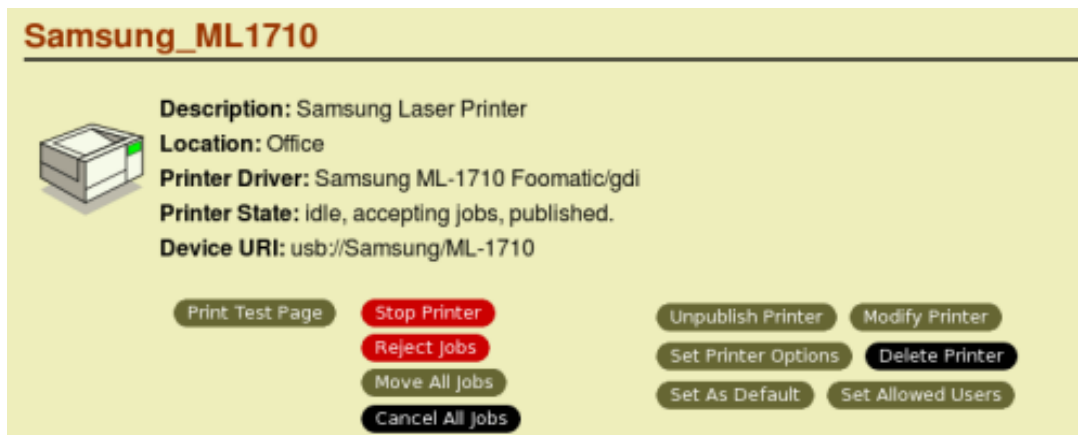 Samsung_ML1710
Description: Samsung Laser Printer
Location: Office
Printer Driver: Samsung ML-1710 Foomatic/gdi
Printer State: idle, accepting jobs, published.
Device URI: usb://Samsung/ML-1710
Print Test Page
Stop Printer
Reject Jobs
Move All Jobs
Cancel All Jobs
Unpublish Printer Modify Printer
Set Printer Options Delete Printer
Set As Default Set Allowed Users